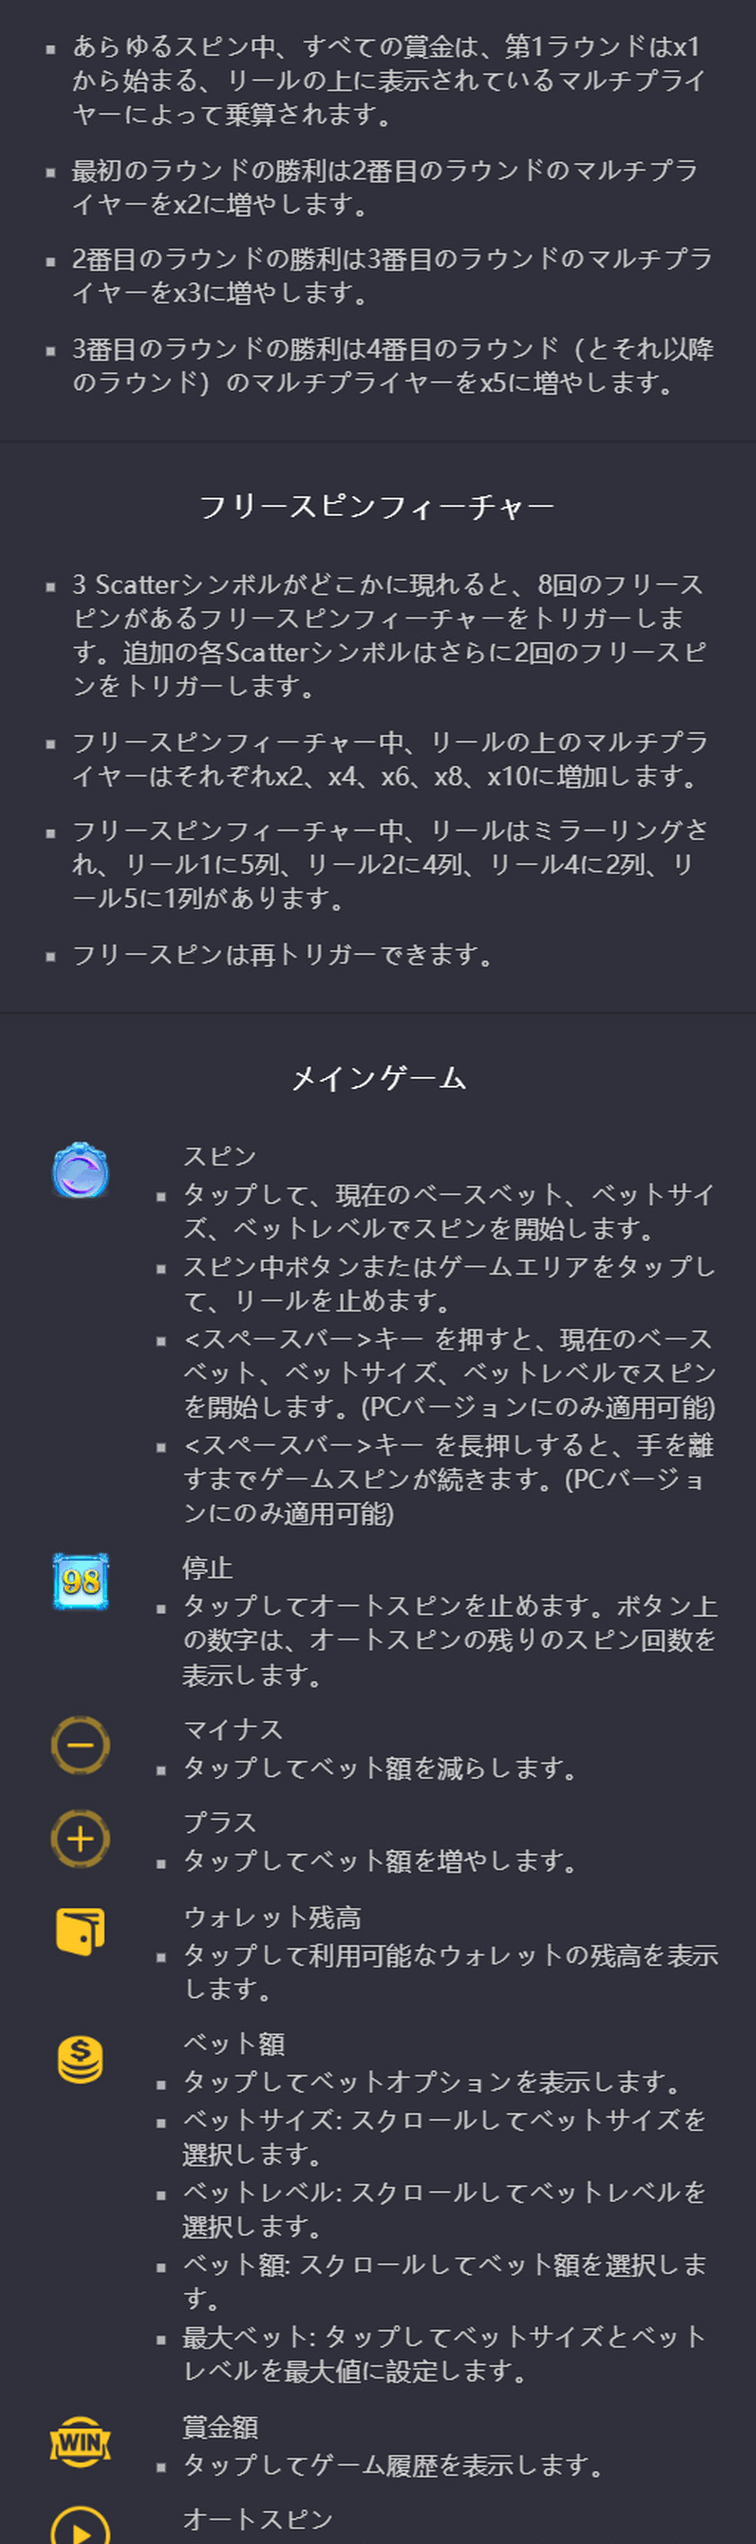 あらゆるスピン中、すべての賞金は、第1ラウンドはx1
から始まる、リールの上に表示されているマルチプライ
ヤーによって乗算されます。
最初のラウンドの勝利は2番目のラウンドのマルチプラ
イヤーをx2に増やします。
2番目のラウンドの勝利は3番目のラウンドのマルチプラ
イヤーをx3に増やします。
3番目のラウンドの勝利は4番目のラウンド（とそれ以降
のラウンド）のマルチプライヤーをx5に増やします。
フリースピンフィーチャー
3 Scatterシンボルがどこかに現れると、8回のフリース
ピンがあるフリースピンフィーチャーをトリガーしま
す。追加の各Scatterシンボルはさらに2回のフリースピ
ンをトリガーします。
フリースピンフィーチャー中、リールの上のマルチプラ
イヤーはそれぞれx2、x4、x6、x8、x10に増加します。
フリースピンフィーチャー中、リールはミラーリングさ
れ、リール1に5列、リール2に4列、リール4に2列、リ
ール5に1列があります。
フリースピンは再トリガーできます。
メインゲーム
スピン
タップして、現在のベースベット、ベットサイ
ズ、ベットレベルでスピンを開始します。
スピン中ボタンまたはゲームエリアをタップし
て、リールを止めます。
<スペースバー>キー を押すと、現在のベース
ベット、ベットサイズ、ベットレベルでスピン
を開始します。(PCバージョンにのみ適用可能)
<スペースバー>キー を長押しすると、手を離
すまでゲームスピンが続きます。(PCバージョ
ンにのみ適用可能)
98
停止
タップしてオートスピンを止めます。ボタン上
の数字は、オートスピンの残りのスピン回数を
表示します。
マイナス
タップしてベット額を減らします。
プラス
タップしてベット額を増やします。
ウォレット残高
タップして利用可能なウォレットの残高を表示
します。
ベット額
タップしてベットオプションを表示します。
ベットサイズ: スクロールしてベットサイズを
選択します。
ベットレベル: スクロールしてベットレベルを
選択します。
ベット額: スクロールしてベット額を選択しま
す。
最大ベット: タップしてベットサイズとベット
レベルを最大値に設定します。
WIN
賞金額
タップしてゲーム履歴を表示します。
オートスピン